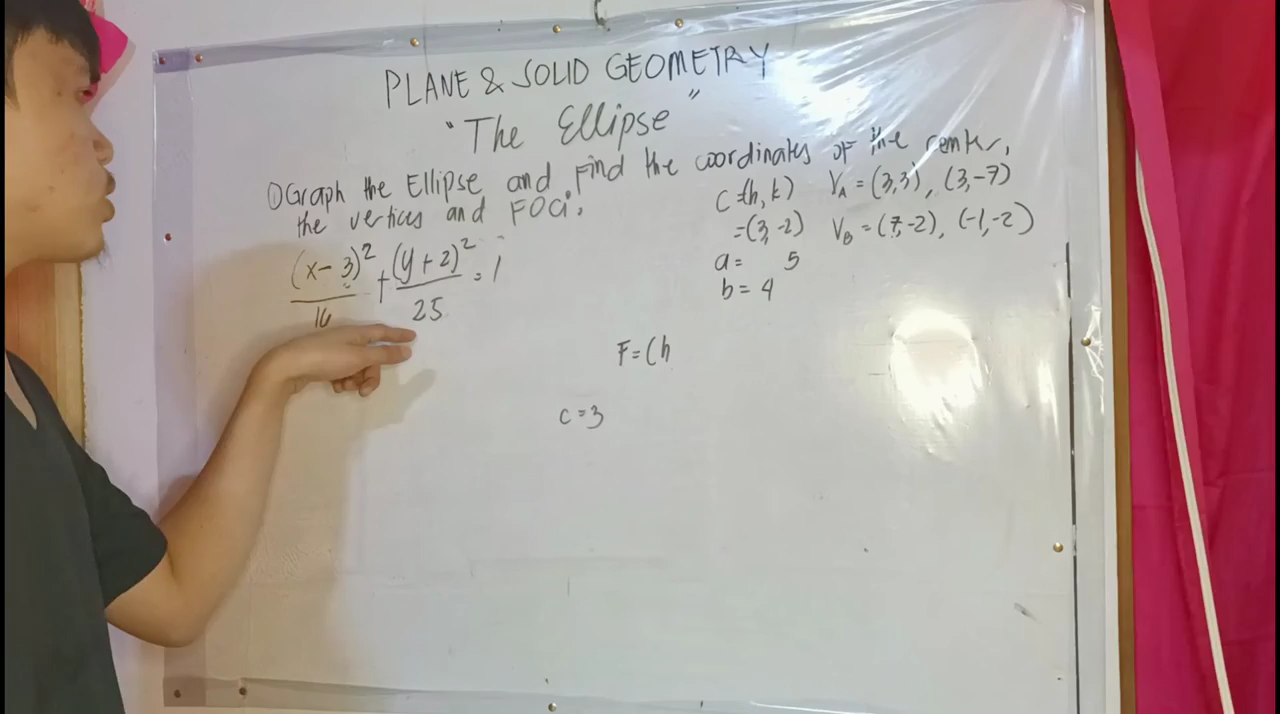 PLANE & SOLID GEOMETRY
"The Ellipse"
① Graph the Ellipse and Find the coordinates of the center,
the vertices and FOCi.
(x-3)²/16 + (y+2)²/25 = 1
C=(h,k)
=(3,-2)
a= 5
b=4
V_A = (3,3), (3,-7)
V_B = (7,-2), (-1,-2)
F=(h
c=3